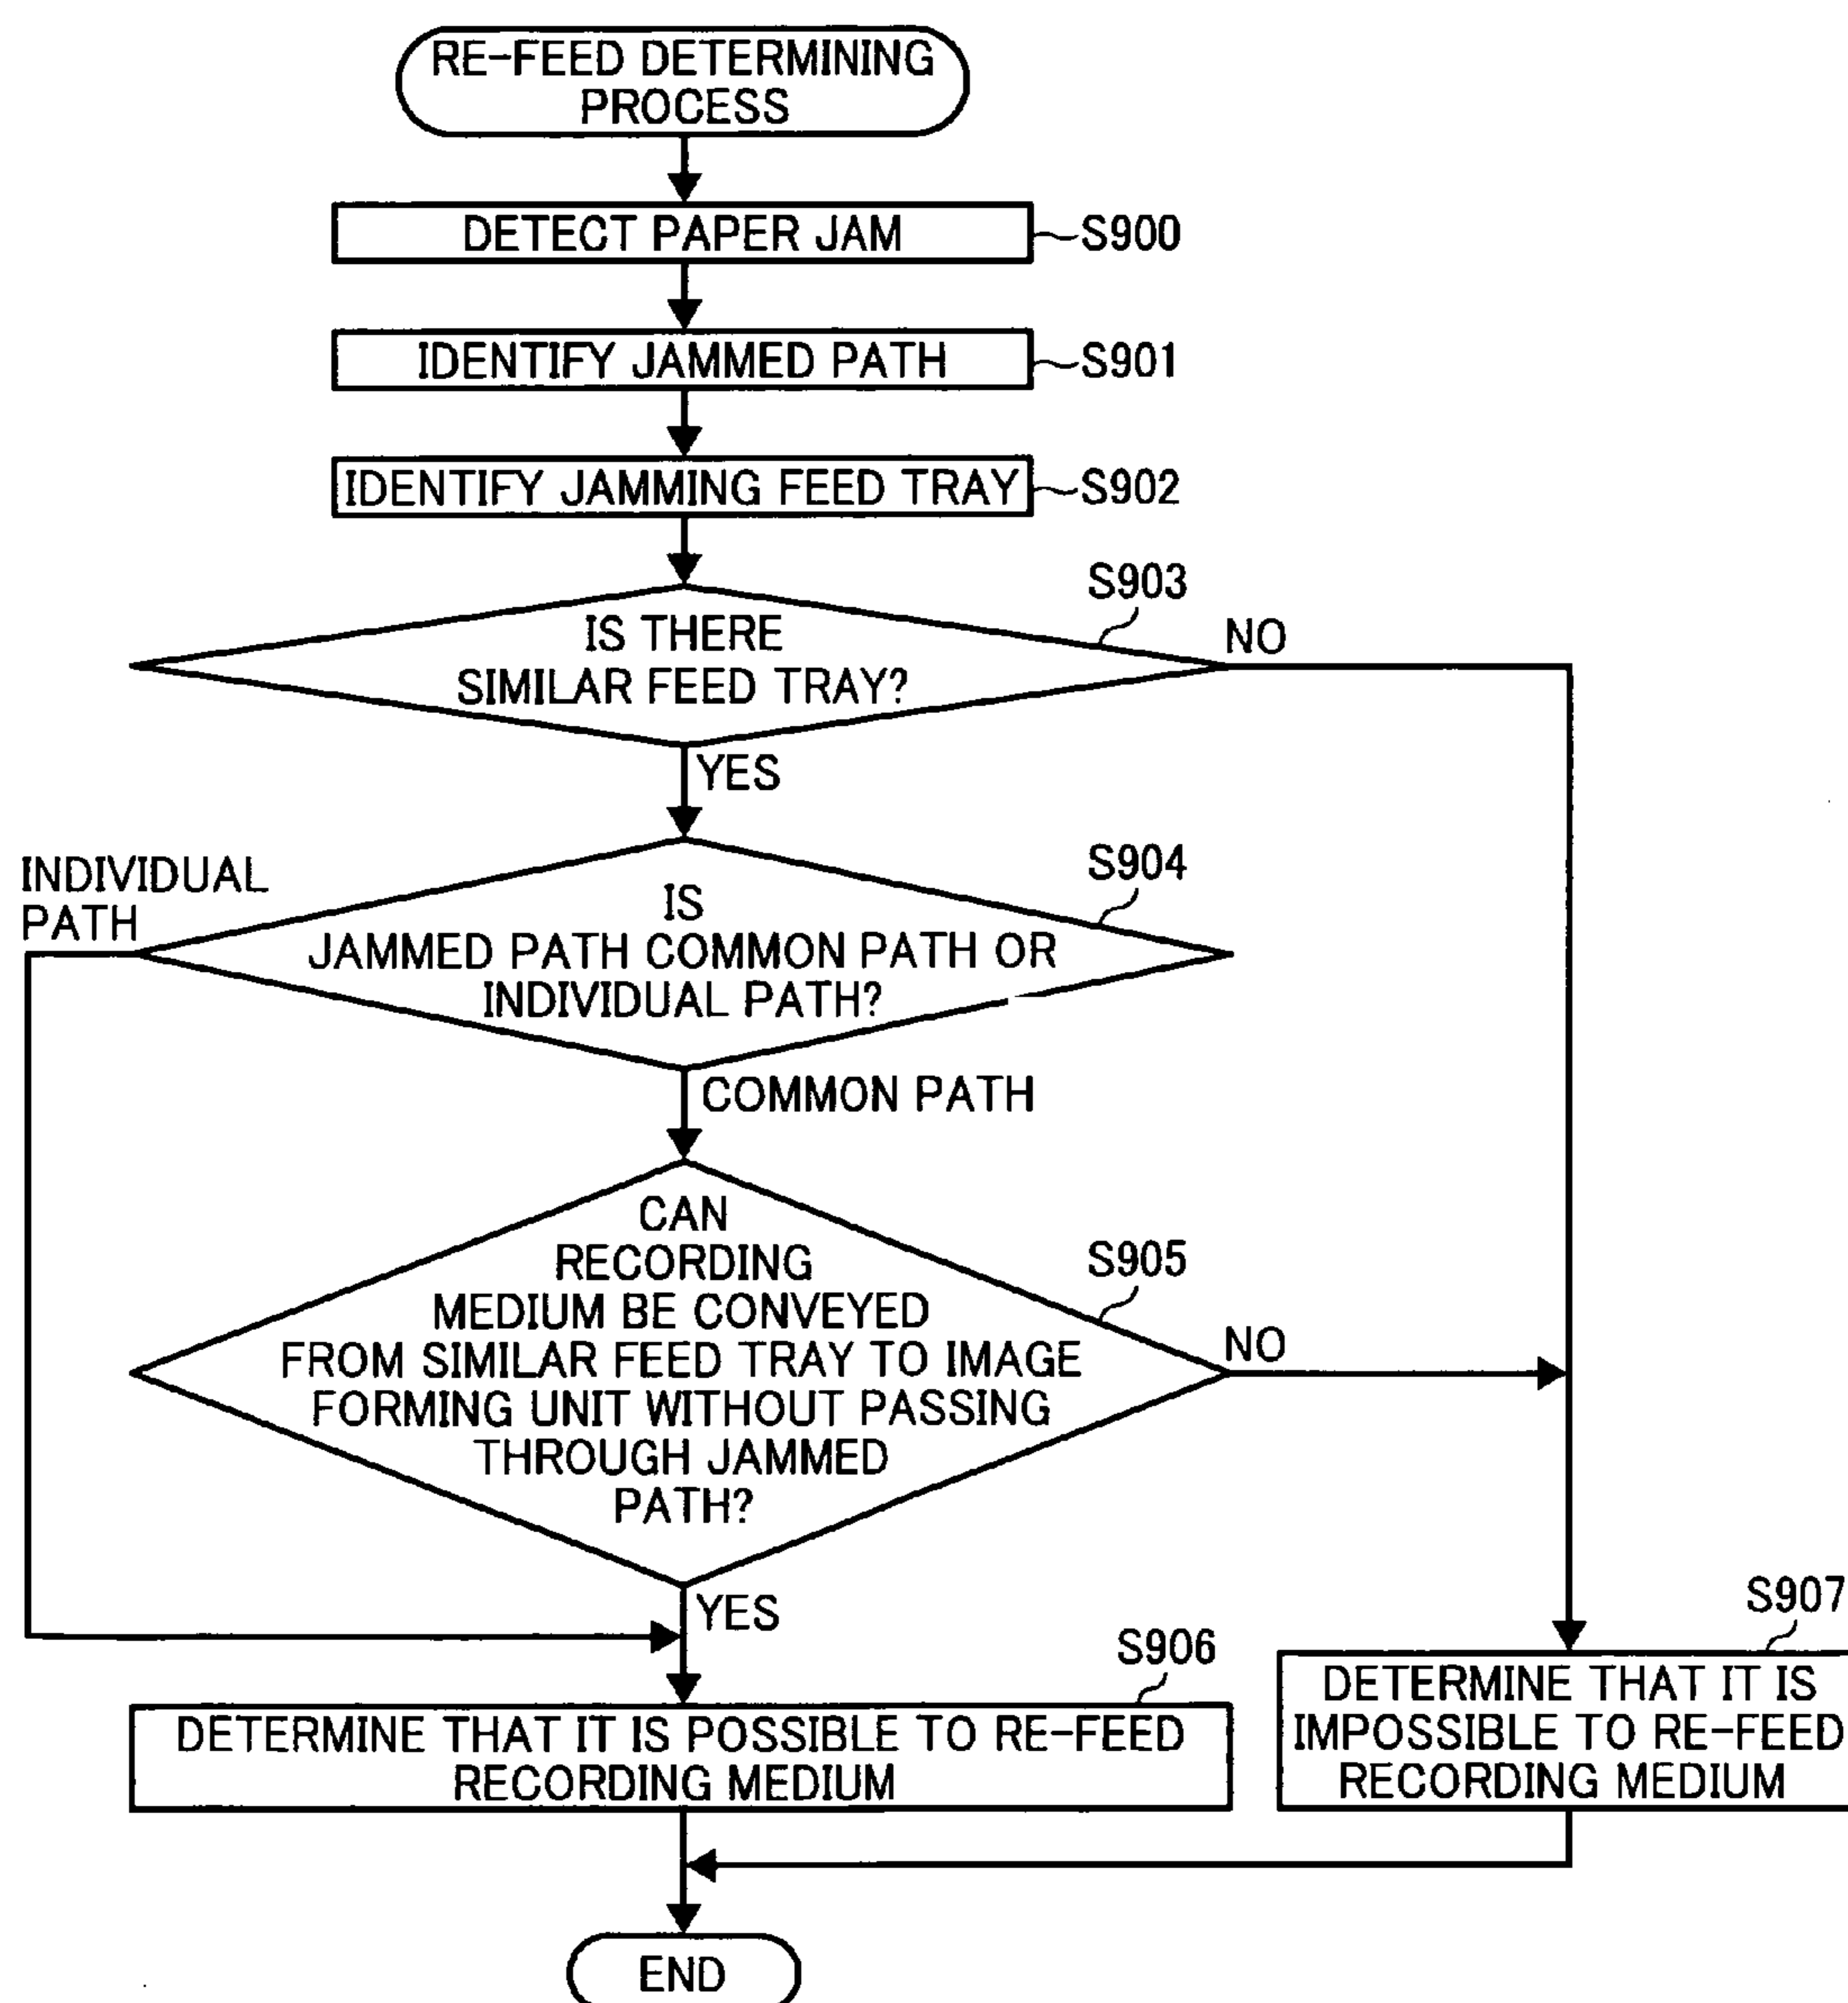 RE-FEED DETERMINING
PROCESS
DETECT PAPER JAM
S900
IDENTIFY JAMMED PATH
S901
IDENTIFY JAMMING FEED TRAY
S902
S903
IS THERE
SIMILAR FEED TRAY?
NO
YES
S904
INDIVIDUAL
PATH
IS
JAMMED PATH COMMON PATH OR
INDIVIDUAL PATH?
COMMON PATH
S905
CAN
RECORDING
MEDIUM BE CONVEYED
FROM SIMILAR FEED TRAY TO IMAGE
FORMING UNIT WITHOUT PASSING
THROUGH JAMMED
PATH?
NO
YES
S906
DETERMINE THAT IT IS POSSIBLE TO RE-FEED
RECORDING MEDIUM
S907
DETERMINE THAT IT IS
IMPOSSIBLE TO RE-FEED
RECORDING MEDIUM
END